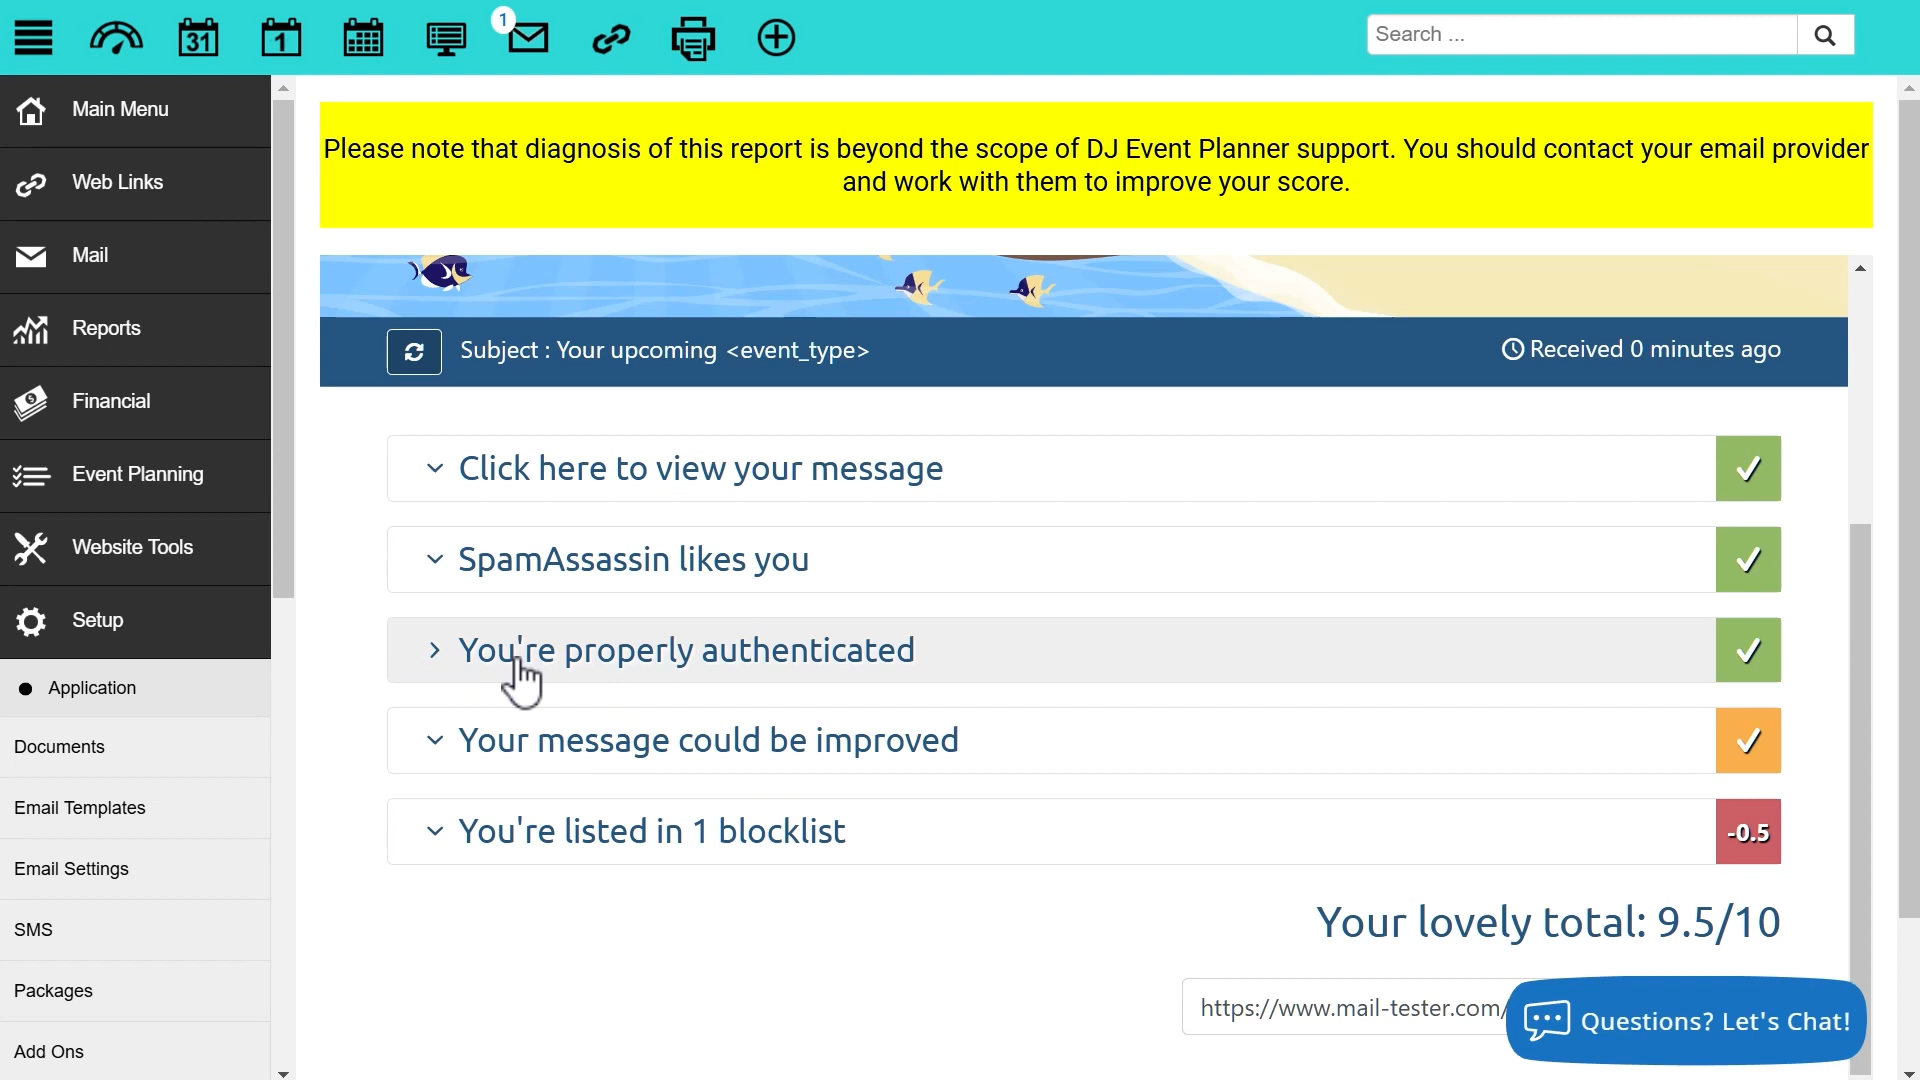 31
1
1
Search ...
Main Menu
Web Links
Mail
Reports
Financial
Event Planning
Website Tools
Setup
Application
Documents
Email Templates
Email Settings
SMS
Packages
Add Ons
Please note that diagnosis of this report is beyond the scope of DJ Event Planner support. You should contact your email provider
and work with them to improve your score.
Subject : Your upcoming <event_type>
Received 0 minutes ago
Click here to view your message
SpamAssassin likes you
You're properly authenticated
Your message could be improved
You're listed in 1 blocklist
-0.5
Your lovely total: 9.5/10
https://www.mail-tester.com/
Questions? Let's Chat!